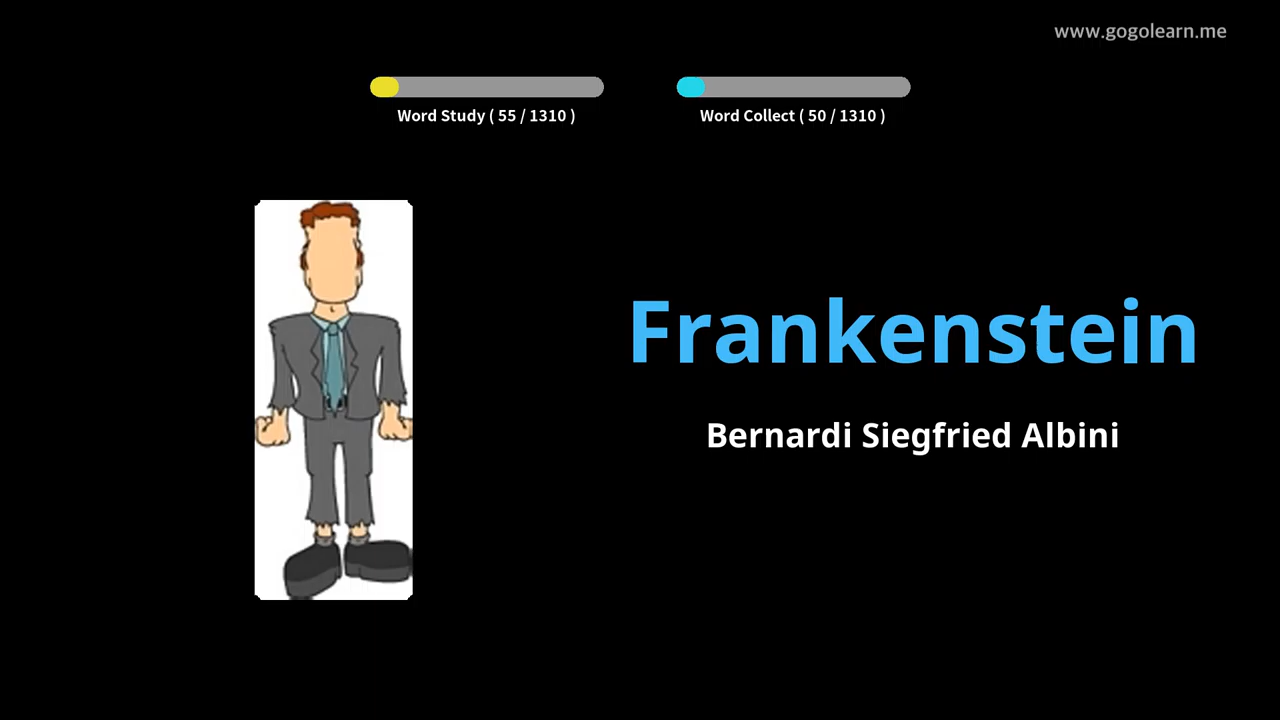 www.gogolearn.me
Word Study ( 55 / 1310 )
Word Collect ( 50 / 1310 )
Frankenstein
Bernardi Siegfried Albini